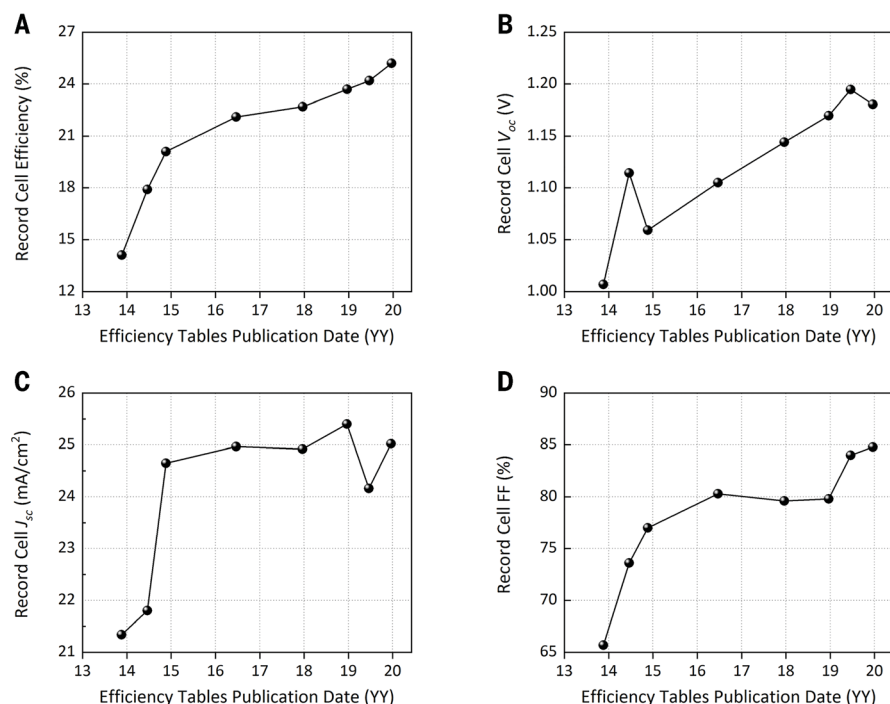 A
Record Cell Efficiency (%)
27
24
21
18
15
12
13 14 15 16 17 18 19 20
Efficiency Tables Publication Date (YY)
B
Record Cell Voc (V)
1.25
1.20
1.15
1.10
1.05
1.00
13 14 15 16 17 18 19 20
Efficiency Tables Publication Date (YY)
C
Record Cell Jsc (mA/cm²)
26
25
24
23
22
21
13 14 15 16 17 18 19 20
Efficiency Tables Publication Date (YY)
D
Record Cell FF (%)
90
85
80
75
70
65
13 14 15 16 17 18 19 20
Efficiency Tables Publication Date (YY)